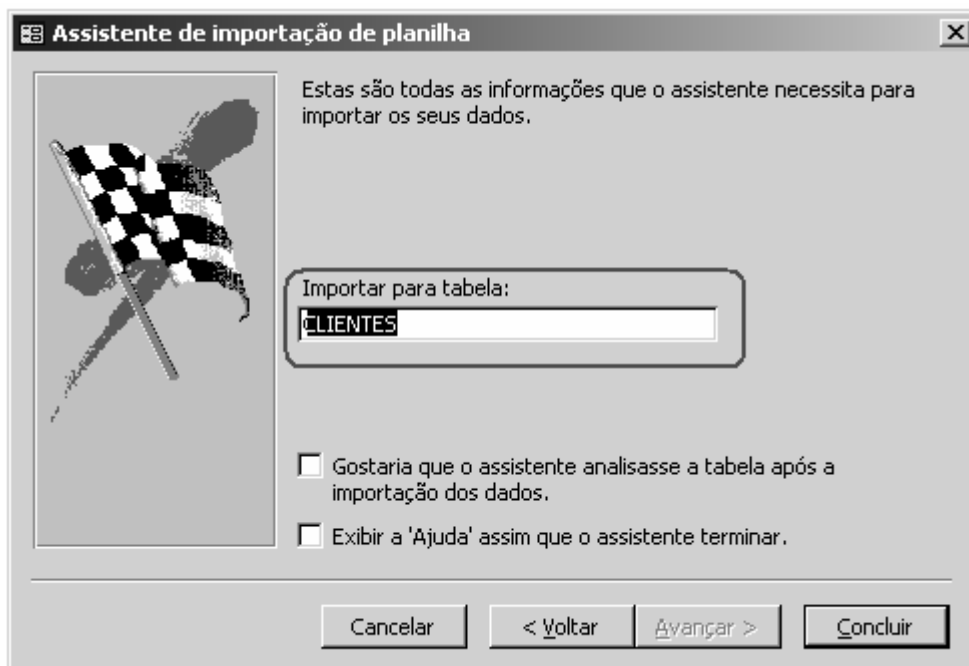 Assistente de importação de planilha
Estas são todas as informações que o assistente necessita para
importar os seus dados.
Importar para tabela:
CLIENTES
Gostaria que o assistente analisasse a tabela após a
importação dos dados.
Exibir a 'Ajuda' assim que o assistente terminar.
Cancelar
< Voltar
Avançar >
Concluir